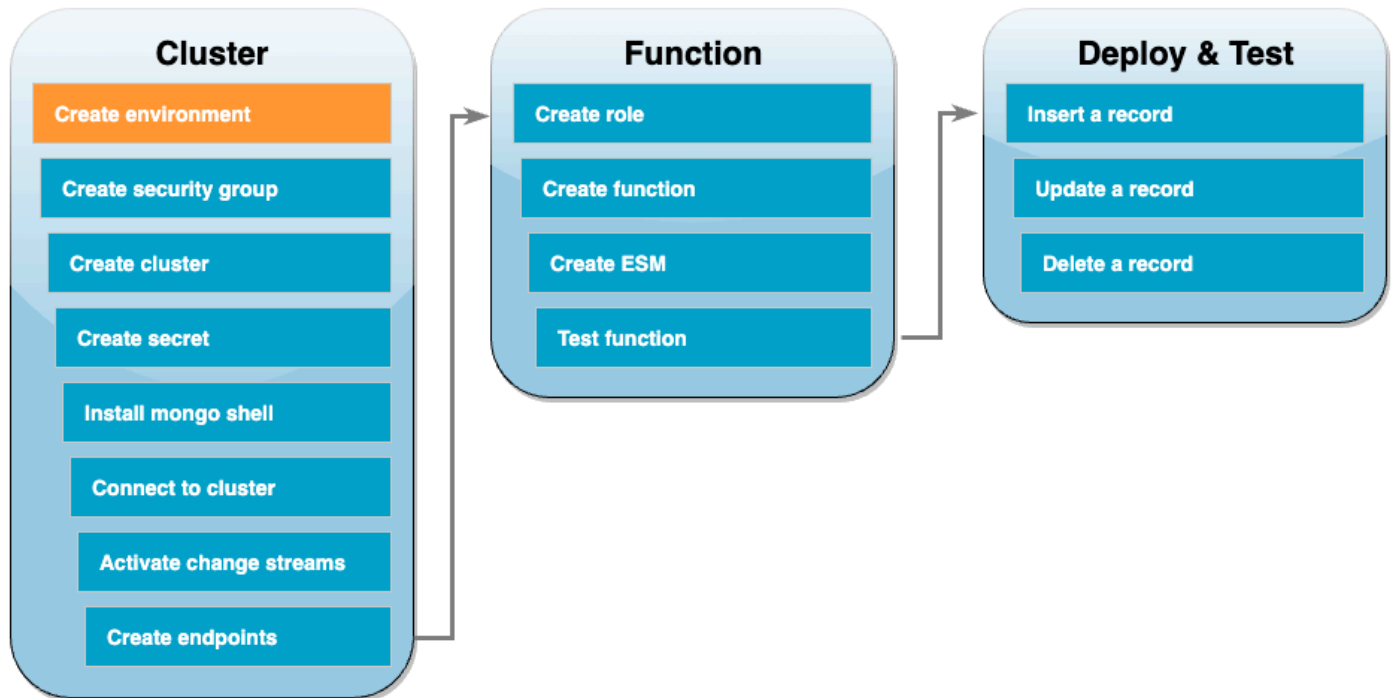 Cluster
Create environment
Create security group
Create cluster
Create secret
Install mongo shell
Connect to cluster
Activate change streams
Create endpoints
Function
Create role
Create function
Create ESM
Test function
Deploy & Test
Insert a record
Update a record
Delete a record